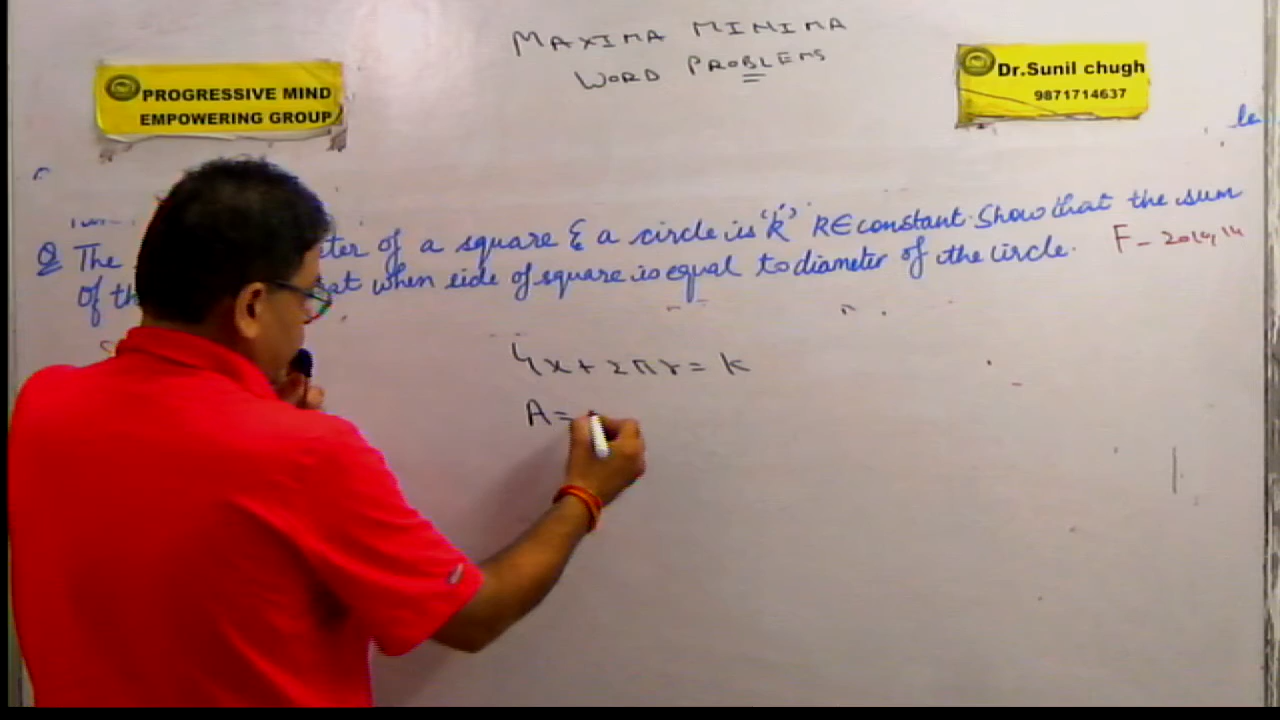 MAXIMA MINIMA
WORD PROBLEMS
PROGRESSIVE MIND
EMPOWERING GROUP
Dr.Sunil chugh
9871714637
le
Q The ter of a square & a circle is 'k' k∈constant. Show that the sum
of th when side of square is equal to diameter of the circle. F-2010,14
4x+2πr=k
A=